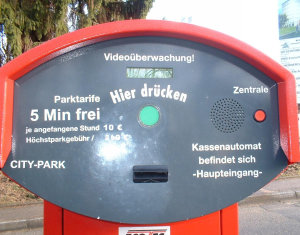 Videoüberwachung!
Hier drücken
Parktarife
5 Min frei
je angefangene Stund 10 €
Höchstparkgebühr /
CITY-PARK
Zentrale
Kassenautomat
befindet sich
-Haupteingang-